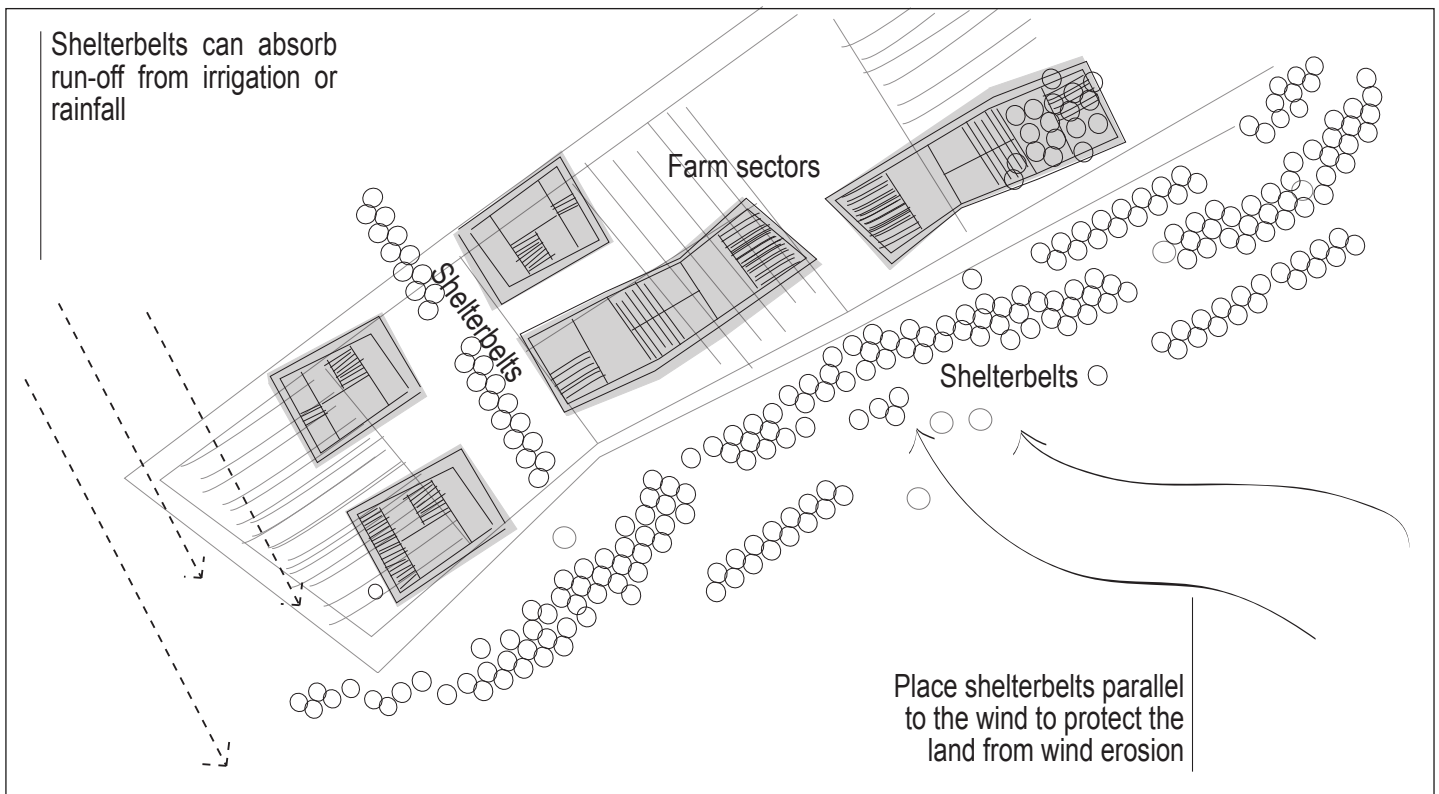 Shelterbelts can absorb
run-off from irrigation or
rainfall
Farm sectors
Shelterbelts
Shelterbelts
Place shelterbelts parallel
to the wind to protect the
land from wind erosion